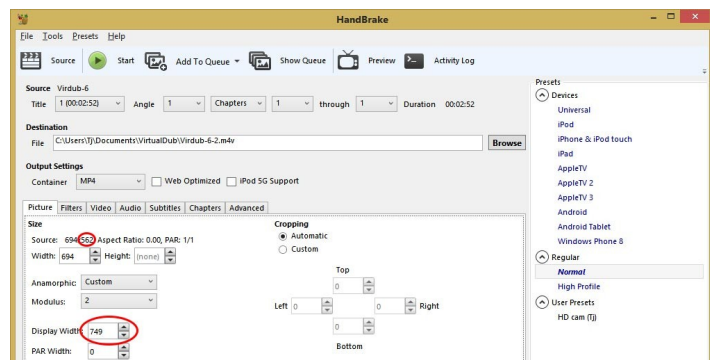 HandBrake
File Tools Presets Help
Source Start Add To Queue Show Queue Preview Activity Log
Source Virdub-6
Title 1 (00:02:52) Angle 1 Chapters 1 through 1 Duration 00:02:52
Destination
File C:\Users\Tj\Documents\VirtualDub\Virdub-6-2.m4v Browse
Output Settings
Container MP4 Web Optimized iPod 5G Support
Picture Filters Video Audio Subtitles Chapters Advanced
Size
Source: 694x562 Aspect Ratio: 0.00, PAR: 1/1
Width: 694 Height: (none)
Anamorphic: Custom
Modulus: 2
Display Width: 749
PAR Width: 0
Cropping
Automatic
Custom
Top
0
Left 0 0 Right
0
Bottom
Presets
Devices
Universal
iPod
iPhone & iPod touch
iPad
AppleTV
AppleTV 2
AppleTV 3
Android
Android Tablet
Windows Phone 8
Regular
Normal
High Profile
User Presets
HD cam (Tj)